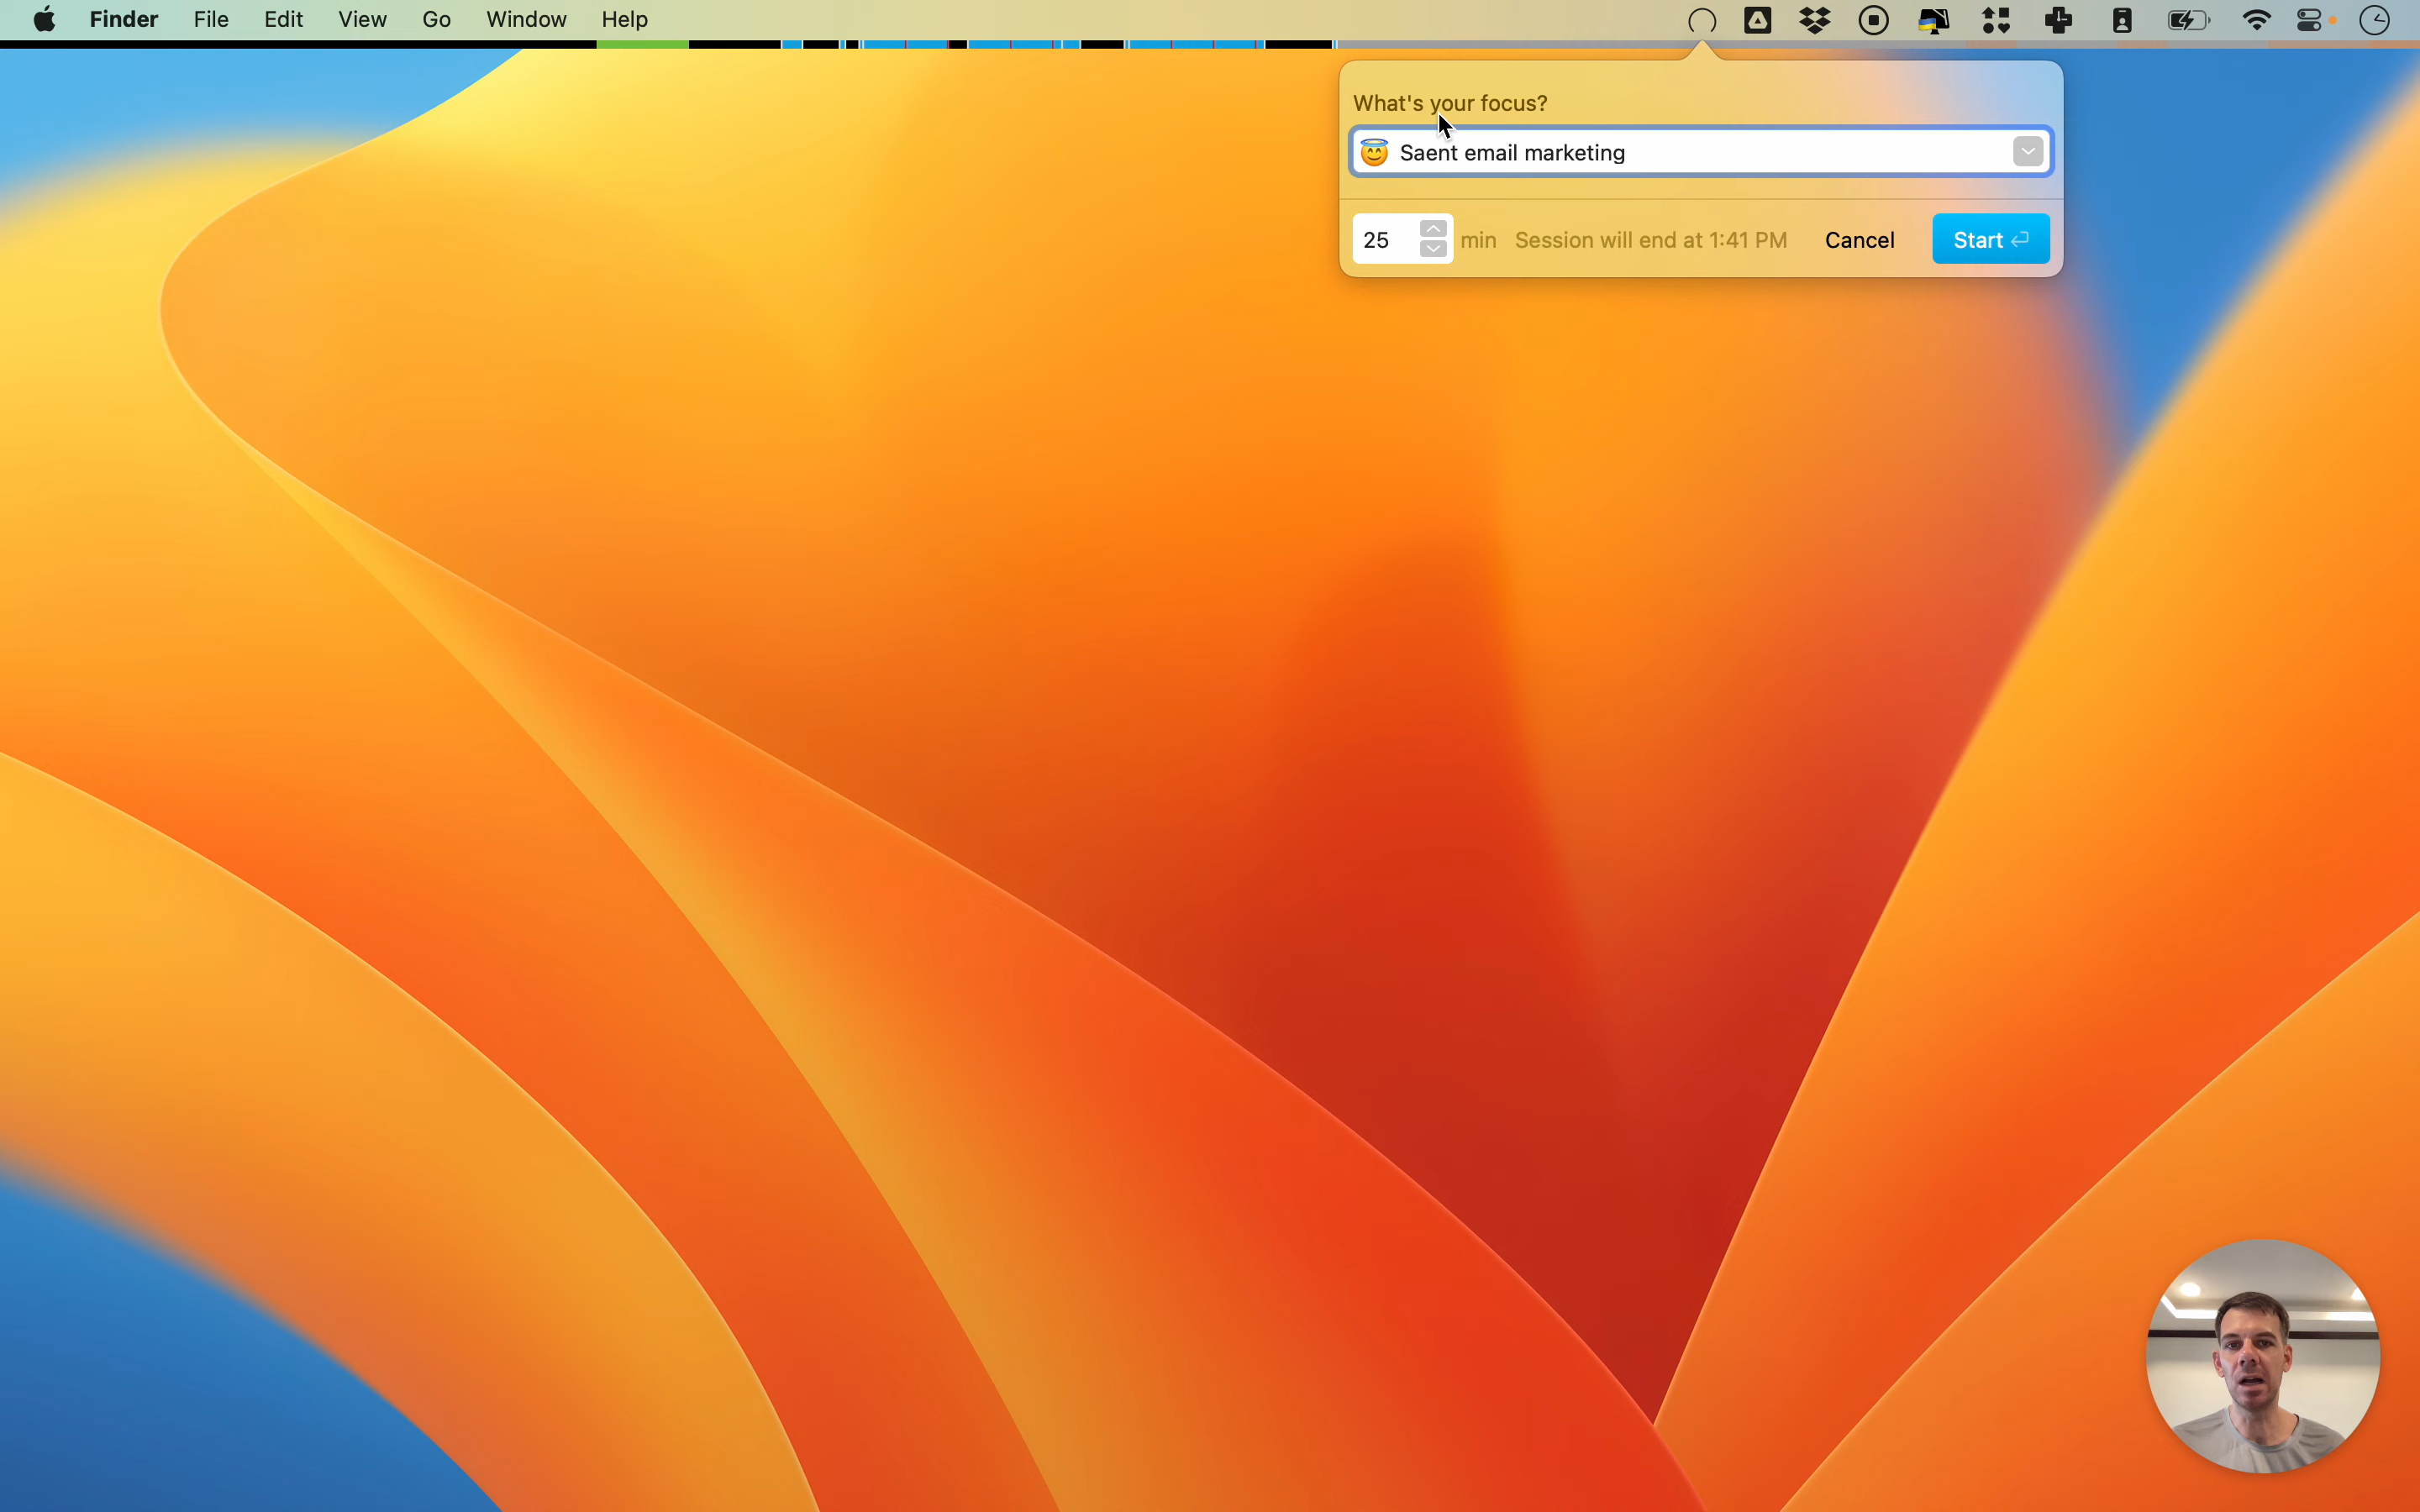 Finder File Edit View Go Window Help
What's your focus?
Saent email marketing
25 min Session will end at 1:41 PM Cancel Start